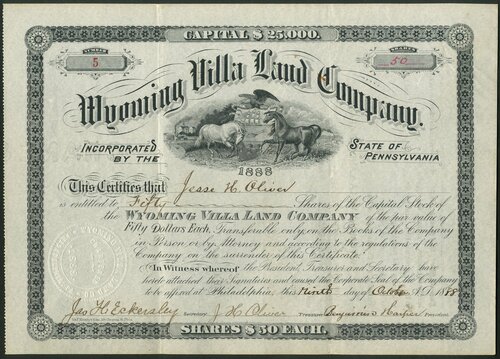 CAPITAL $25,000.
NUMBER
SHARES
5
50
Wyoming Villa Land Company.
INCORPORATED
BY THE
STATE OF
PENNSYLVANIA
1888
This Certifies that Jesse H. Oliver
is entitled to Fifty Shares of the Capital Stock of
the WYOMING VILLA LAND COMPANY of the par value of
Fifty Dollars Each, Transferable only on the Books of the Company
in Person or by Attorney and according to the regulations of the
Company on the surrender of this Certificate.
In Witness whereof the President, Treasurer and Secretary have
hereto attached their Signatures and caused the Corporate Seal of the Company
to be affixed at Philadelphia, this Ninth day of October A.D. 1888
Jas H. Eckersley
Secretary.
J. H. Oliver
Treasurer.
Harper
President.
SHARES $50 EACH.